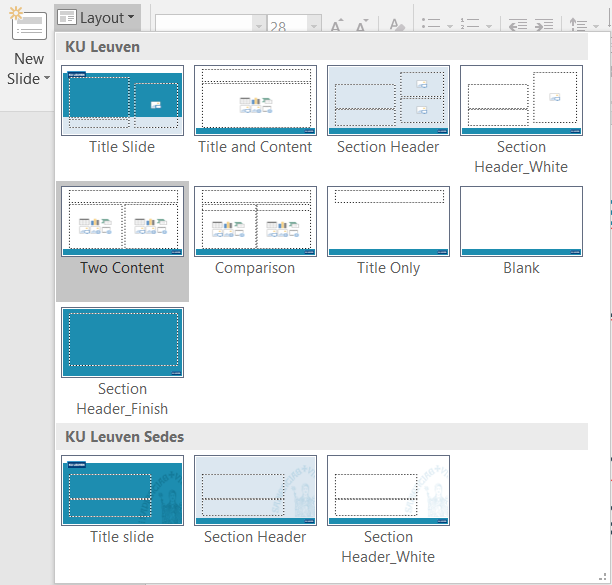 Layout
28
New
Slide
KU Leuven
Title Slide
Title and Content
Section Header
Section
Header_White
Two Content
Comparison
Title Only
Blank
Section
Header_Finish
KU Leuven Sedes
Title slide
Section Header
Section
Header_White